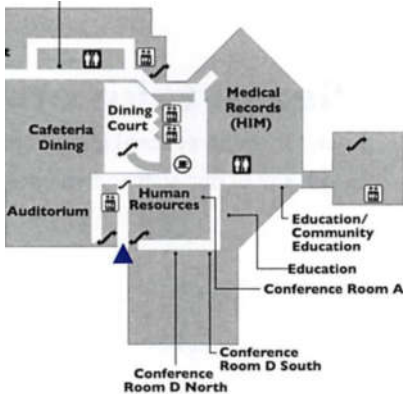 Medical
Records
(HIM)
Dining
Court
Cafeteria
Dining
Human
Resources
Auditorium
Education/
Community
Education
Education
Conference Room A
Conference
Room D South
Conference
Room D North